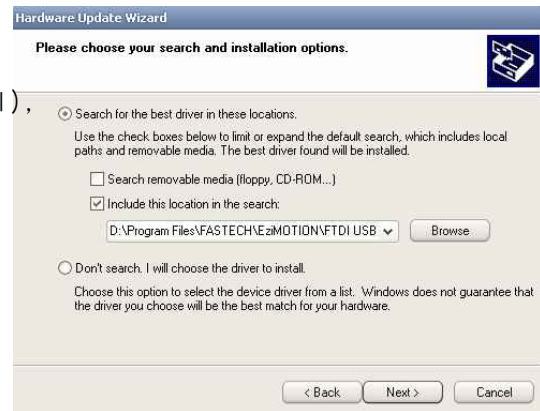 Hardware Update Wizard
Please choose your search and installation options.
),
Search for the best driver in these locations.
Use the check boxes below to limit or expand the default search, which includes local
paths and removable media. The best driver found will be installed.
Search removable media (floppy, CD-ROM...)
Include this location in the search:
D:\Program Files\FASTECH\EziMOTION\FTDI USB Browse
Don't search. I will choose the driver to install.
Choose this option to select the device driver from a list. Windows does not guarantee that
the driver you choose will be the best match for your hardware.
< Back Next > Cancel